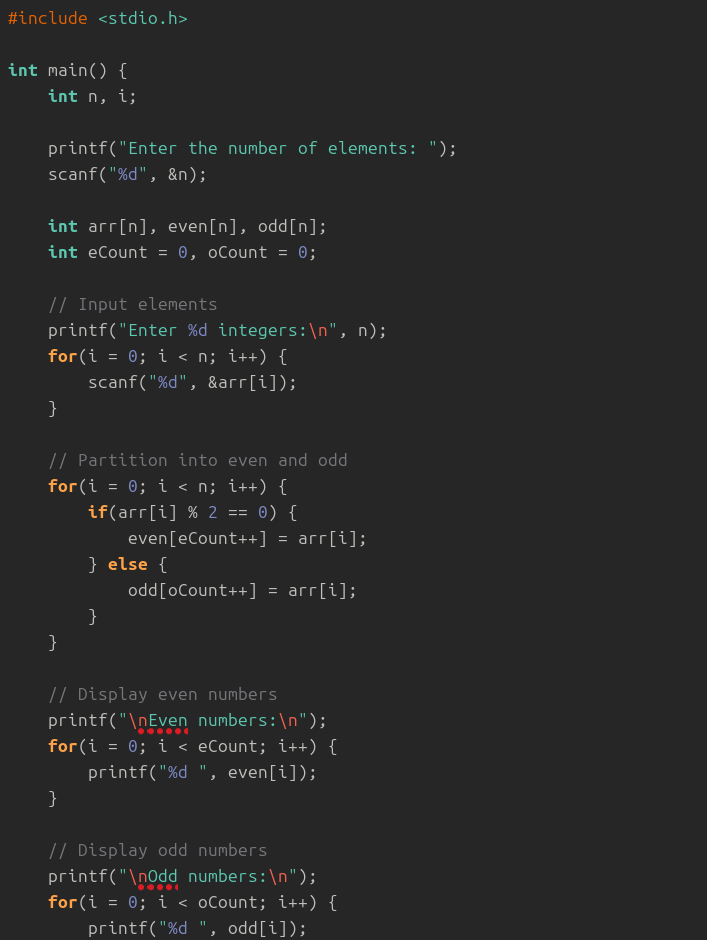 #include <stdio.h>

int main() {
    int n, i;

    printf("Enter the number of elements: ");
    scanf("%d", &n);

    int arr[n], even[n], odd[n];
    int eCount = 0, oCount = 0;

    // Input elements
    printf("Enter %d integers:\n", n);
    for(i = 0; i < n; i++) {
        scanf("%d", &arr[i]);
    }

    // Partition into even and odd
    for(i = 0; i < n; i++) {
        if(arr[i] % 2 == 0) {
            even[eCount++] = arr[i];
        } else {
            odd[oCount++] = arr[i];
        }
    }

    // Display even numbers
    printf("\nEven numbers:\n");
    for(i = 0; i < eCount; i++) {
        printf("%d ", even[i]);
    }

    // Display odd numbers
    printf("\nOdd numbers:\n");
    for(i = 0; i < oCount; i++) {
        printf("%d ", odd[i]);